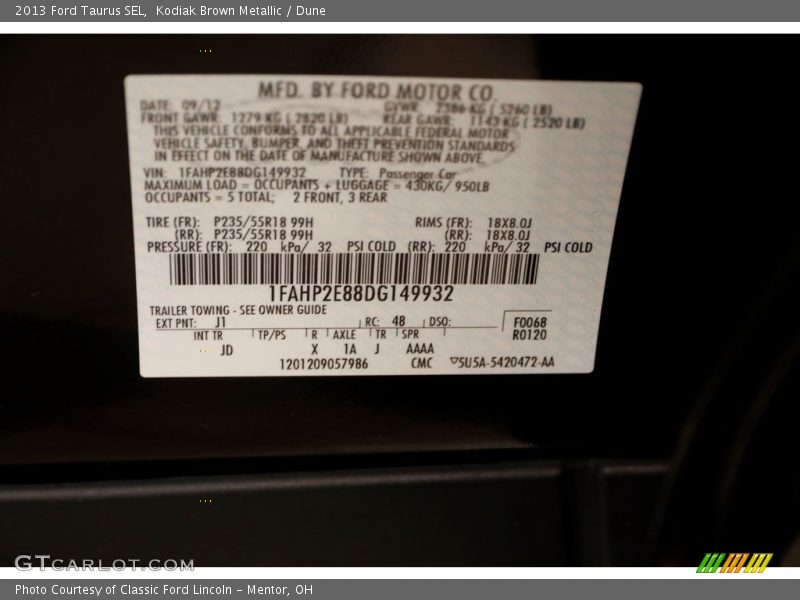 2013 Ford Taurus SEL, Kodiak Brown Metallic / Dune
MFD. BY FORD MOTOR CO.
DATE: 09/12 GVWR: 2386 KG ( 5260 LB)
FRONT GAWR: 1279 KG ( 2820 LB) REAR GAWR: 1143 KG ( 2520 LB)
THIS VEHICLE CONFORMS TO ALL APPLICABLE FEDERAL MOTOR
VEHICLE SAFETY, BUMPER, AND THEFT PREVENTION STANDARDS
IN EFFECT ON THE DATE OF MANUFACTURE SHOWN ABOVE.
VIN: 1FAHP2E88DG149932 TYPE: Passenger Car
MAXIMUM LOAD = OCCUPANTS + LUGGAGE = 430KG/ 950LB
OCCUPANTS = 5 TOTAL; 2 FRONT, 3 REAR
TIRE (FR): P235/55R18 99H RIMS (FR): 18X8.0J
(RR): P235/55R18 99H (RR): 18X8.0J
PRESSURE (FR): 220 kPa/ 32 PSI COLD (RR): 220 kPa/ 32 PSI COLD
1FAHP2E88DG149932
TRAILER TOWING - SEE OWNER GUIDE
EXT PNT: J1 RC: 48 DSO: F0068
INT TR TP/PS R AXLE TR SPR R0120
JD X 1A J AAAA
1201209057986 CMC ▽5U5A-5420472-AA
GTCARLOT.COM
Photo Courtesy of Classic Ford Lincoln - Mentor, OH